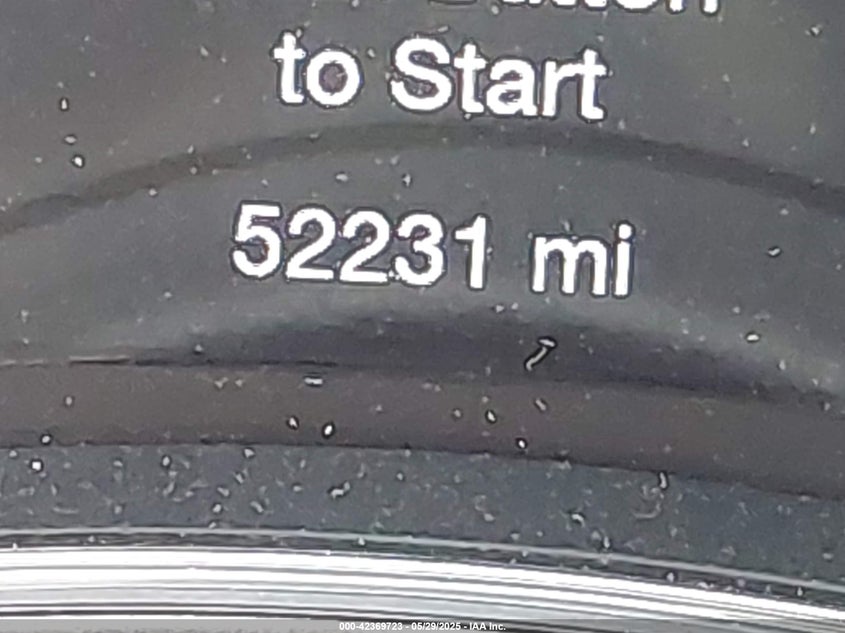 to Start
52231 mi
000-42369723 - 05/29/2025 - IAA Inc.